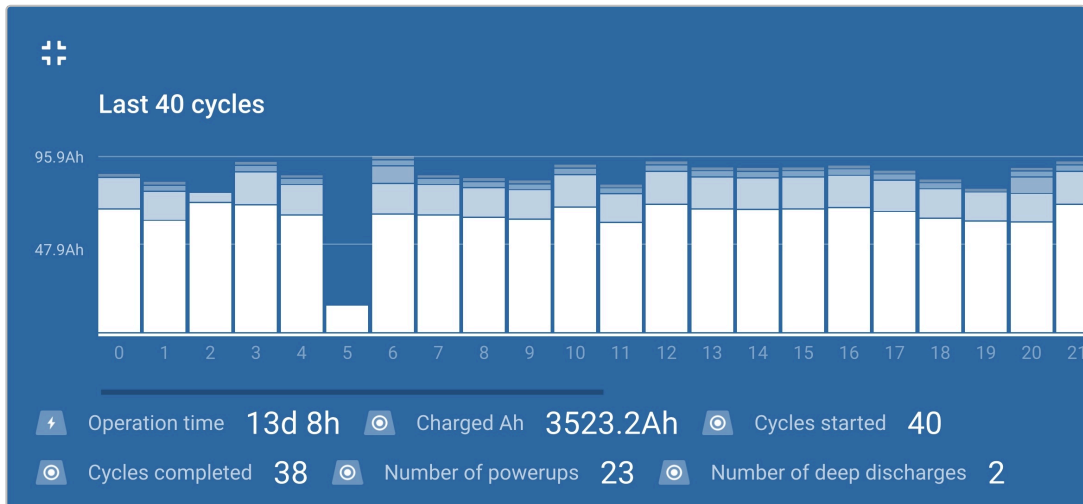 Last 40 cycles
95.9Ah
47.9Ah
0 1 2 3 4 5 6 7 8 9 10 11 12 13 14 15 16 17 18 19 20 21
Operation time 13d 8h Charged Ah 3523.2Ah Cycles started 40
Cycles completed 38 Number of powerups 23 Number of deep discharges 2